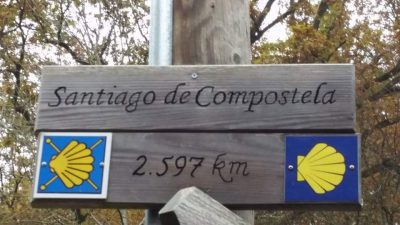 Santiago de Compostela
2.597 km